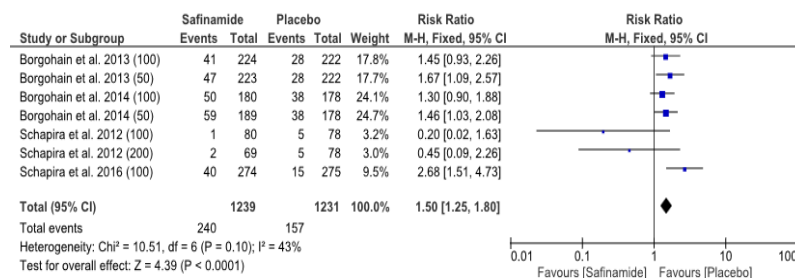 Safinamide Placebo Risk Ratio Risk Ratio
Study or Subgroup Events Total Events Total Weight M-H, Fixed, 95% CI M-H, Fixed, 95% CI
Borgohain et al. 2013 (100) 41 224 28 222 17.8% 1.45 [0.93, 2.26]
Borgohain et al. 2013 (50) 47 223 28 222 17.7% 1.67 [1.09, 2.57]
Borgohain et al. 2014 (100) 50 180 38 178 24.1% 1.30 [0.90, 1.88]
Borgohain et al. 2014 (50) 59 189 38 178 24.7% 1.46 [1.03, 2.08]
Schapira et al. 2012 (100) 1 80 5 78 3.2% 0.20 [0.02, 1.63]
Schapira et al. 2012 (200) 2 69 5 78 3.0% 0.45 [0.09, 2.26]
Schapira et al. 2016 (100) 40 274 15 275 9.5% 2.68 [1.51, 4.73]
Total (95% CI) 1239 1231 100.0% 1.50 [1.25, 1.80]
Total events 240 157
Heterogeneity: Chi² = 10.51, df = 6 (P = 0.10); I² = 43%
Test for overall effect: Z = 4.39 (P < 0.0001)
0.01 0.1 1 10 100
Favours [Safinamide] Favours [Placebo]